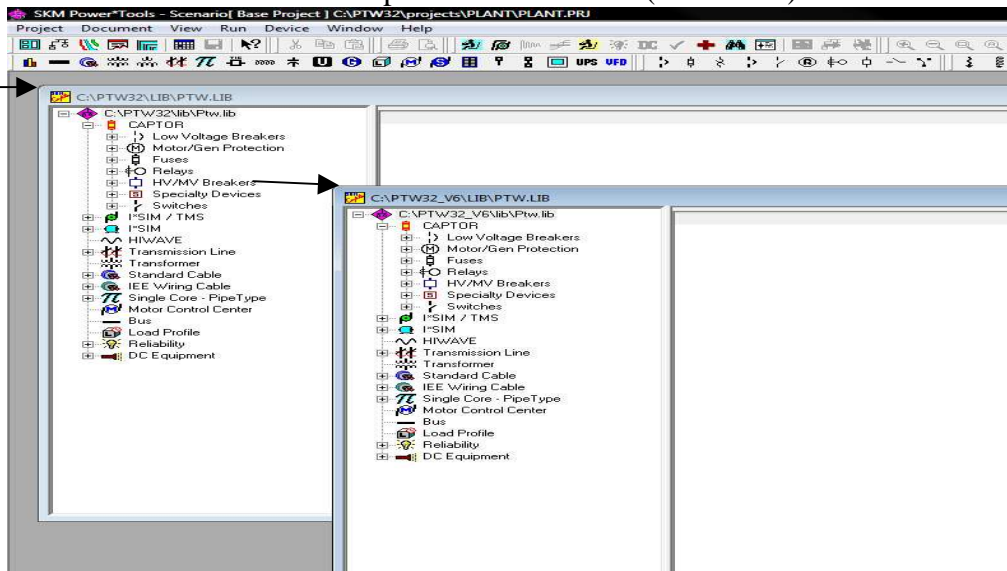 SKM Power*Tools - Scenario[ Base Project ] C:\PTW32\projects\PLANT\PLANT.PRJ
Project Document View Run Device Window Help
DC
UPS VFD
C:\PTW32\LIB\PTW.LIB
C:\PTW32\lib\Ptw.lib
CAPTOR
Low Voltage Breakers
Motor/Gen Protection
Fuses
Relays
HV/MV Breakers
Specialty Devices
Switches
I*SIM / TMS
I*SIM
HIWAVE
Transmission Line
Transformer
Standard Cable
IEE Wiring Cable
Single Core - PipeType
Motor Control Center
Bus
Load Profile
Reliability
DC Equipment
C:\PTW32_V6\LIB\PTW.LIB
C:\PTW32_V6\lib\Ptw.lib
CAPTOR
Low Voltage Breakers
Motor/Gen Protection
Fuses
Relays
HV/MV Breakers
Specialty Devices
Switches
I*SIM / TMS
I*SIM
HIWAVE
Transmission Line
Transformer
Standard Cable
IEE Wiring Cable
Single Core - PipeType
Motor Control Center
Bus
Load Profile
Reliability
DC Equipment